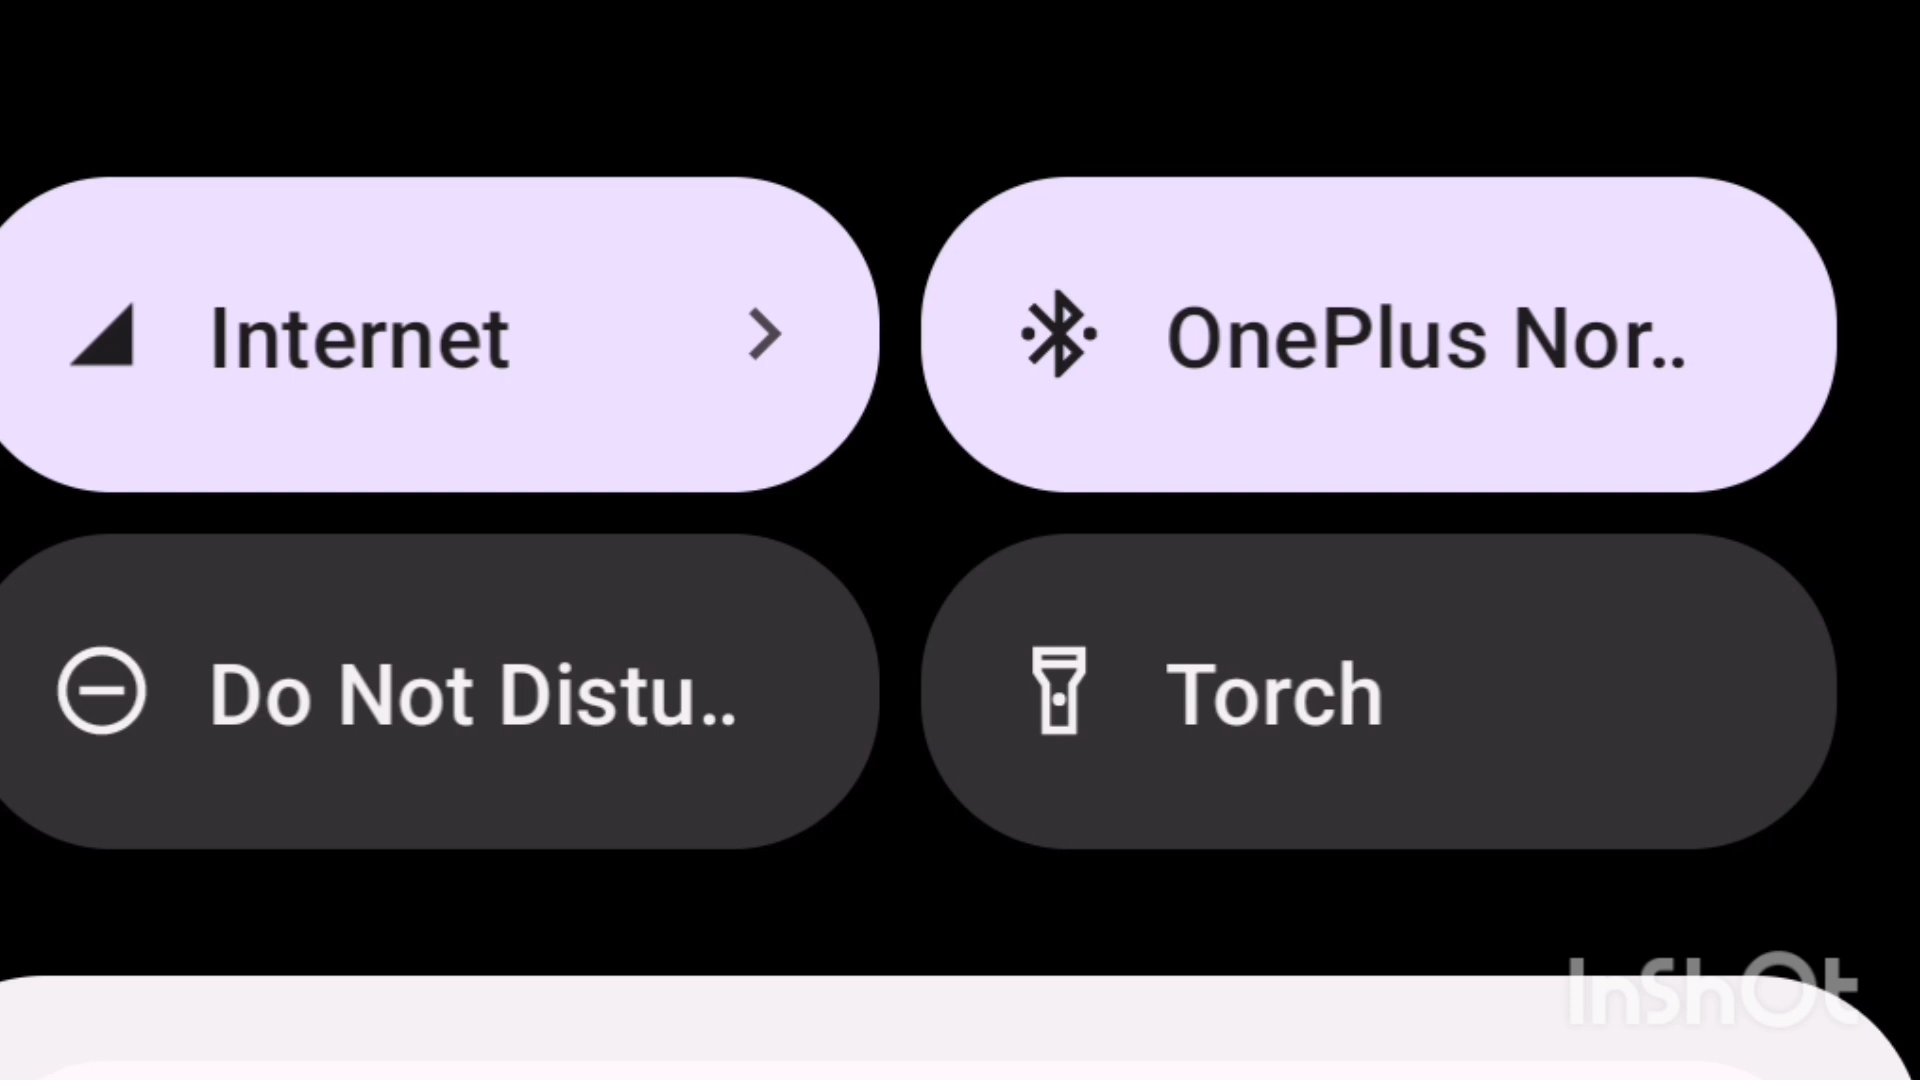 Internet
OnePlus Nor..
Do Not Distu..
Torch
InShOt